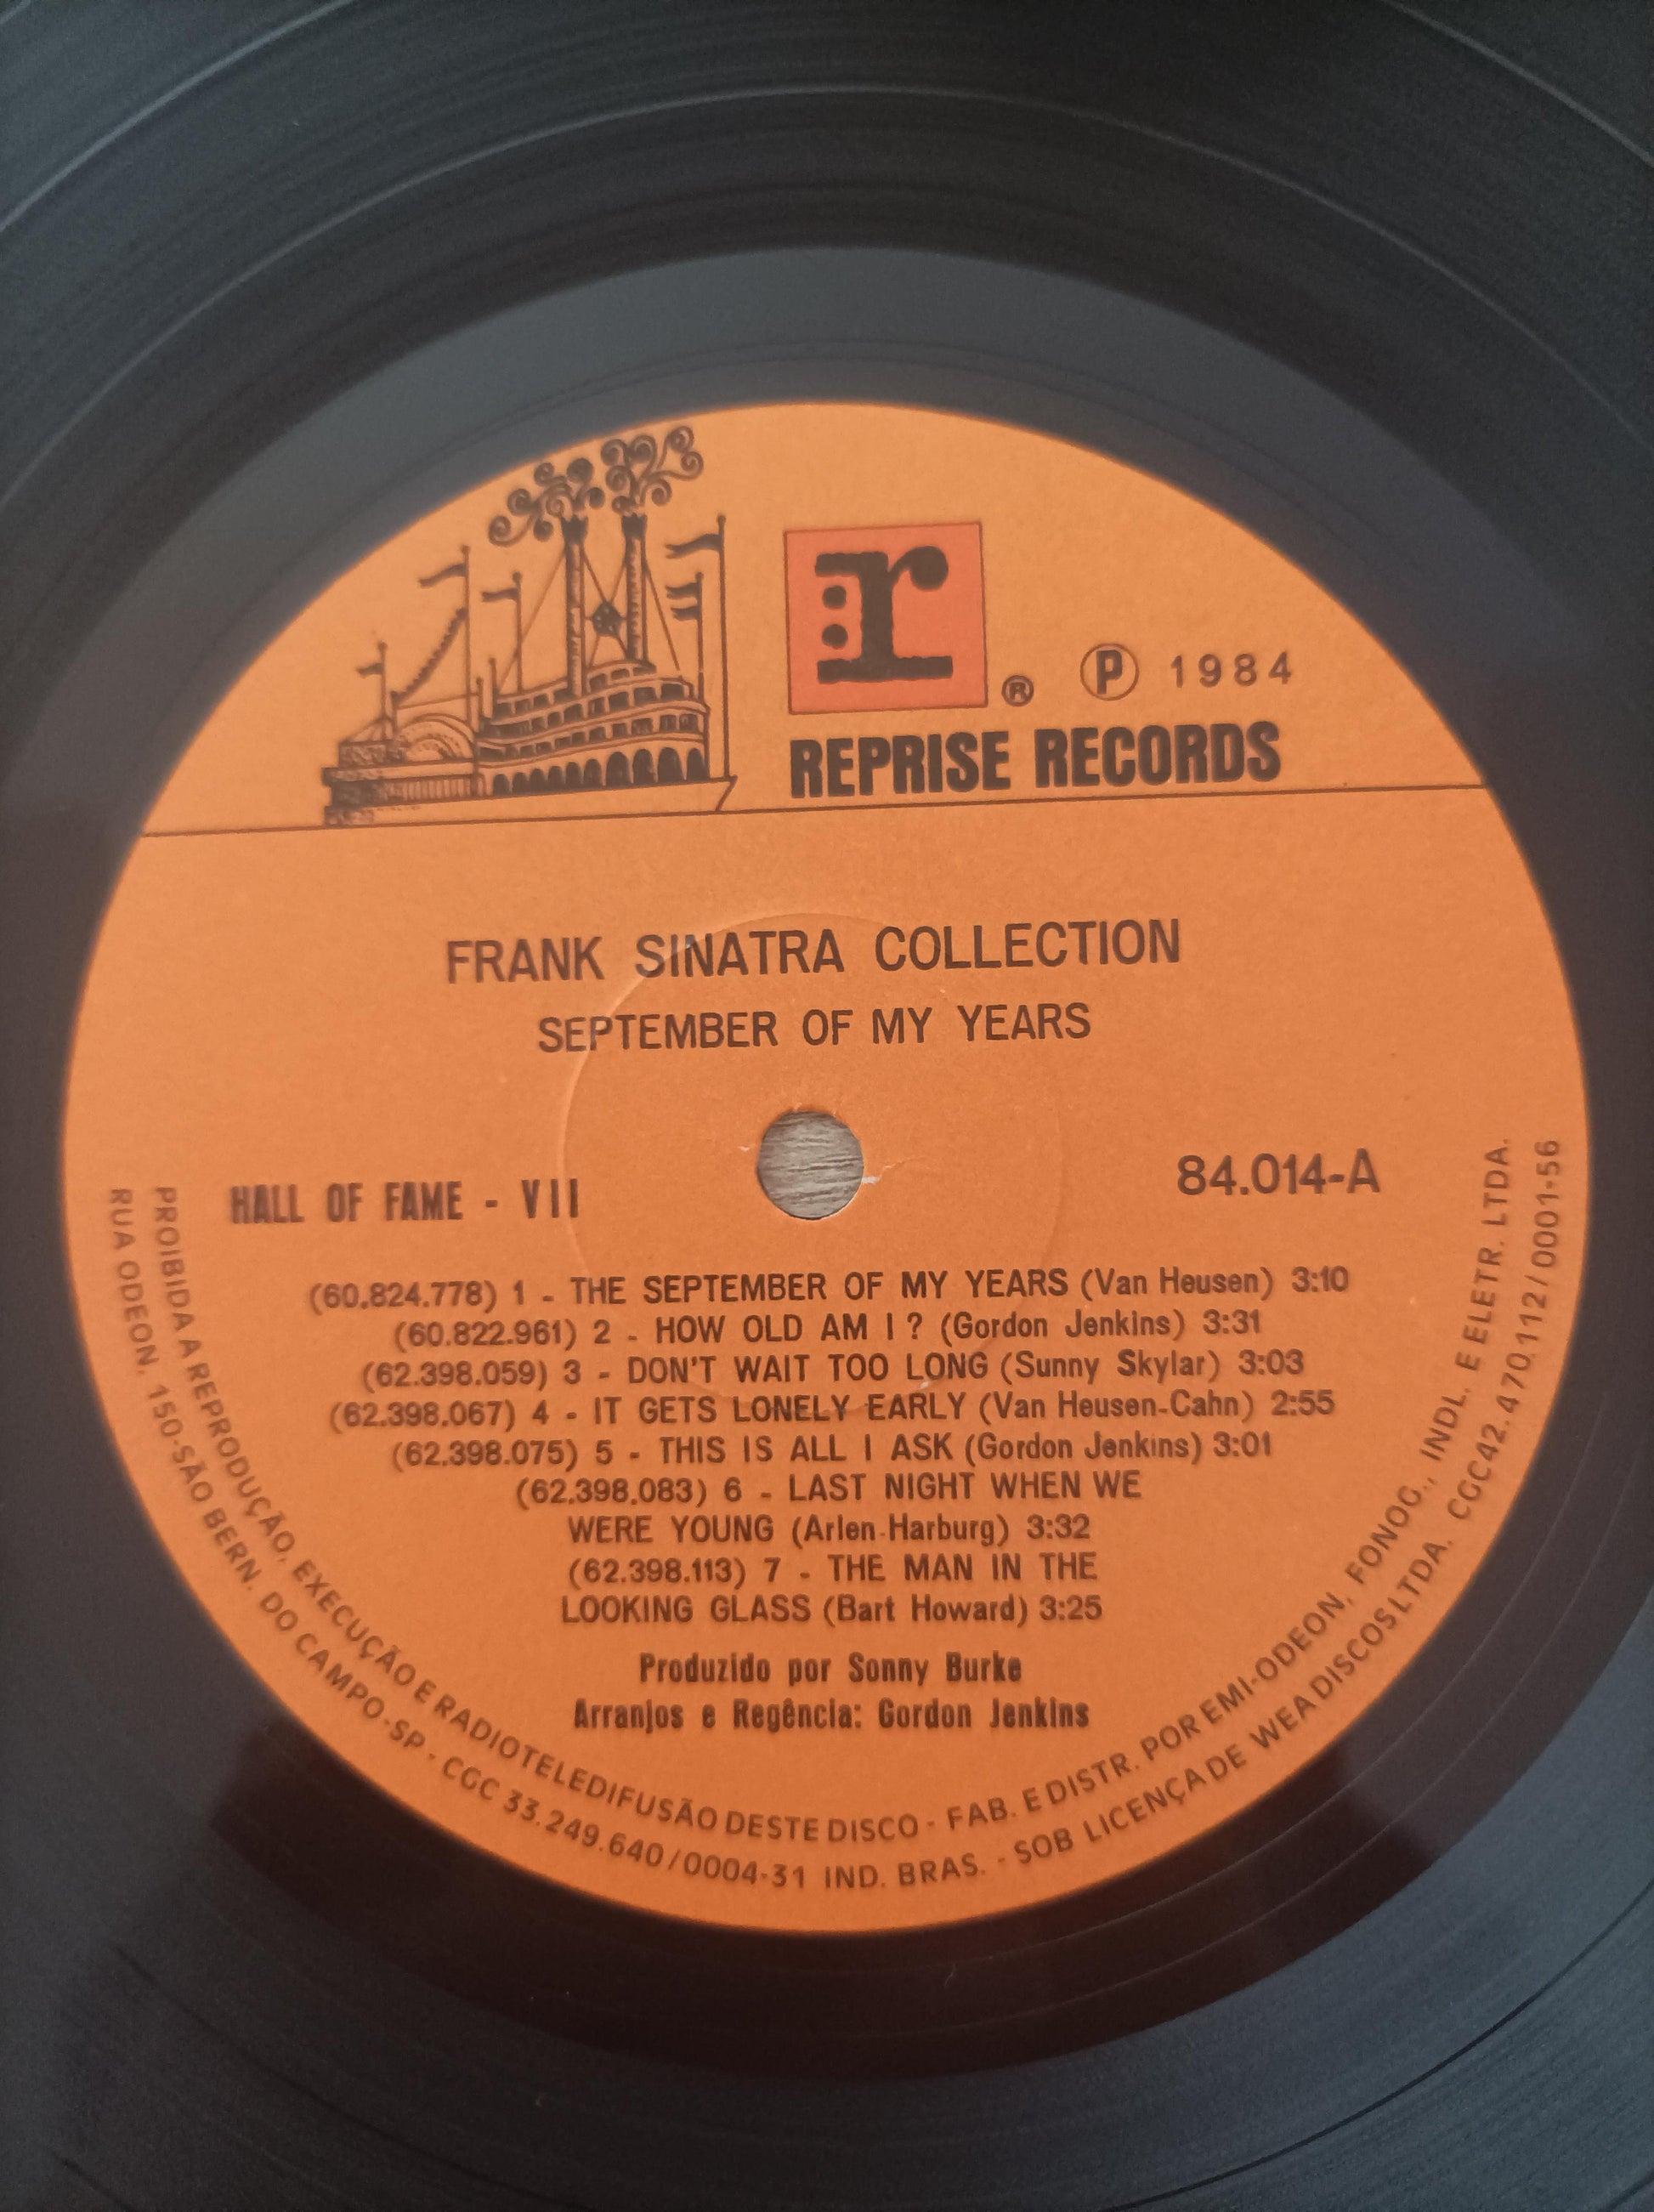 r:
® Ⓟ 1984
REPRISE RECORDS
FRANK SINATRA COLLECTION
SEPTEMBER OF MY YEARS
HALL OF FAME - VII
84.014-A
(60.824.778) 1 - THE SEPTEMBER OF MY YEARS (Van Heusen) 3:10
(60.822.961) 2 - HOW OLD AM I ? (Gordon Jenkins) 3:31
(62.398.059) 3 - DON'T WAIT TOO LONG (Sunny Skylar) 3:03
(62.398.067) 4 - IT GETS LONELY EARLY (Van Heusen-Cahn) 2:55
(62.398.075) 5 - THIS IS ALL I ASK (Gordon Jenkins) 3:01
(62.398.083) 6 - LAST NIGHT WHEN WE
WERE YOUNG (Arlen-Harburg) 3:32
(62.398.113) 7 - THE MAN IN THE
LOOKING GLASS (Bart Howard) 3:25
Produzido por Sonny Burke
Arranjos e Regência: Gordon Jenkins
PROIBIDA A REPRODUÇÃO, EXECUÇÃO E RADIOTELEDIFUSÃO DESTE DISCO - FAB. E DISTR. POR EMI-ODEON, FONOG., INDL. E ELETR. LTDA.
RUA ODEON, 150-SÃO BERN. DO CAMPO-SP - CGC 33.249.640/0004-31 IND. BRAS. - SOB LICENÇA DE WEA DISCOS LTDA. CGC42.470.112/0001-56